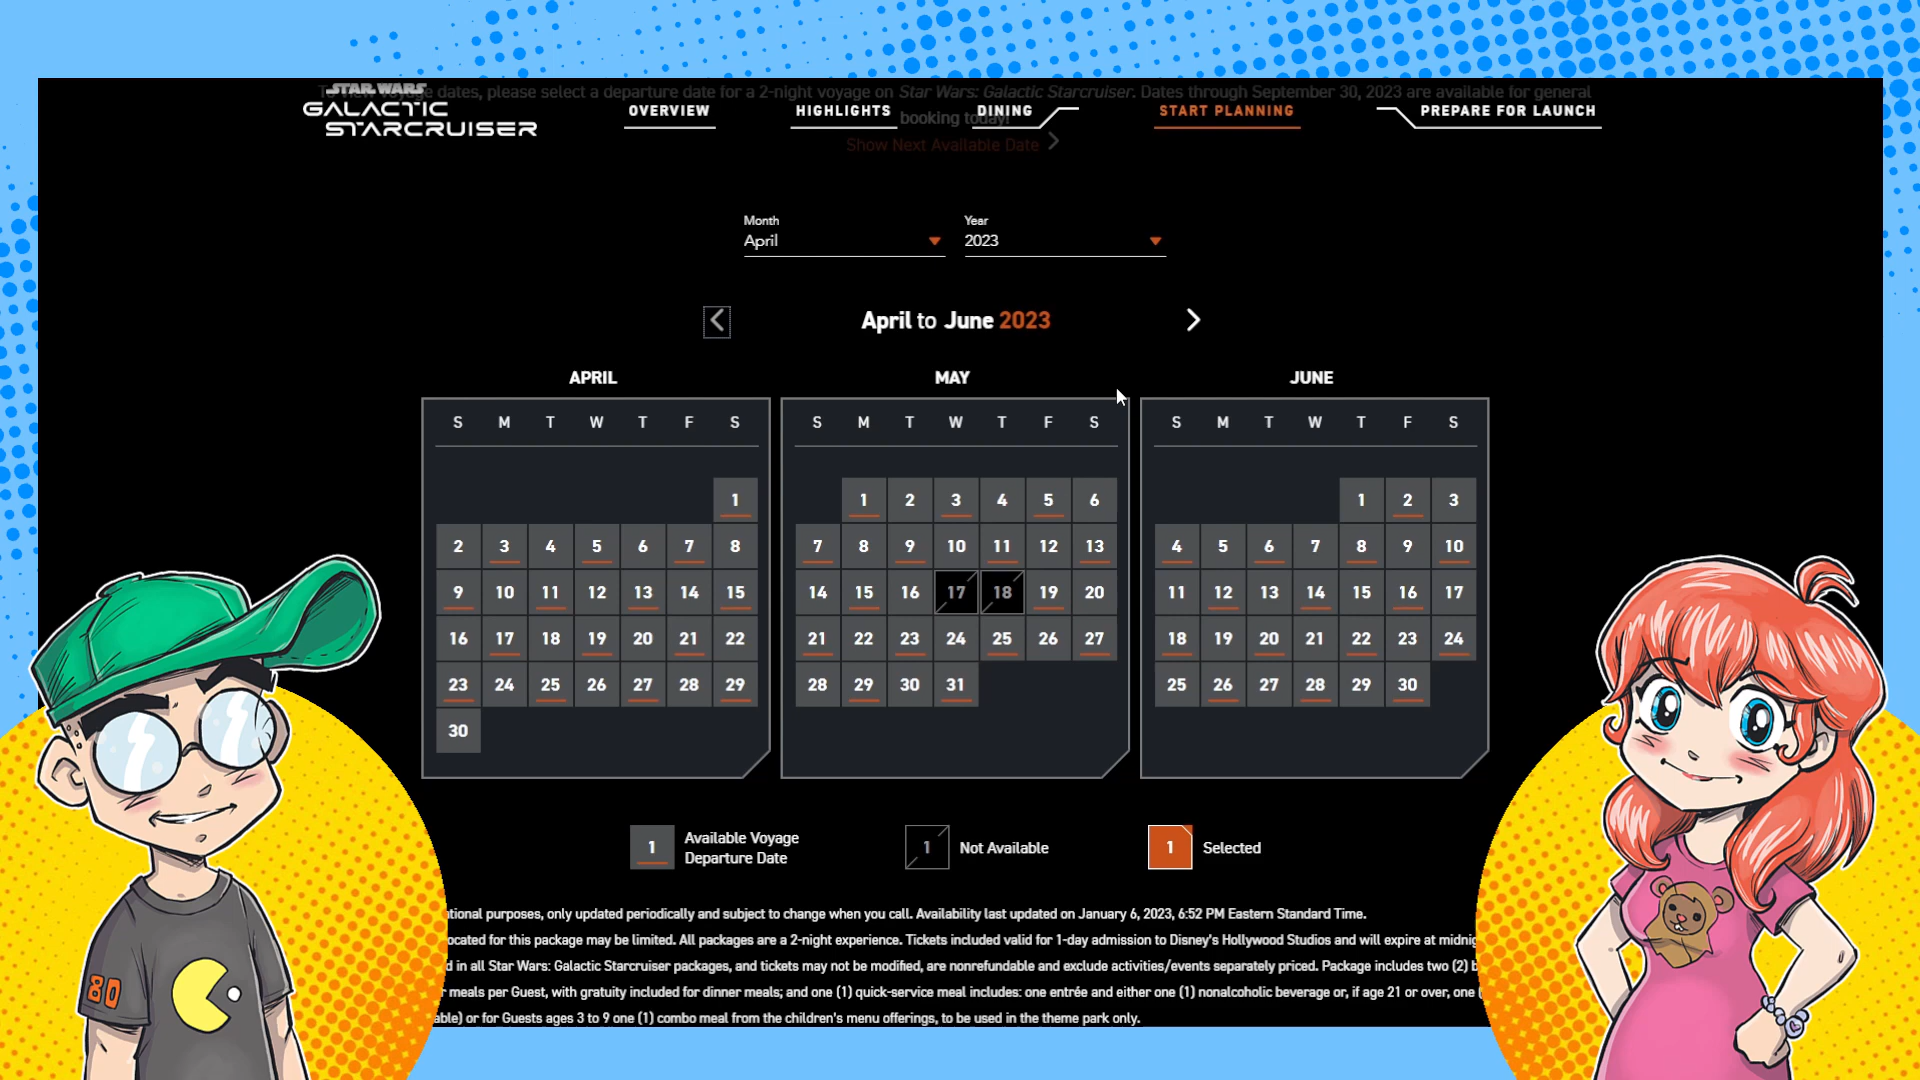 To view voyage dates, please select a departure date for a 2-night voyage on Star Wars: Galactic Starcruiser. Dates through September 30, 2023 are available for general
booking today!
STAR WARS
GALACTIC
STARCRUISER
OVERVIEW
HIGHLIGHTS
DINING
START PLANNING
PREPARE FOR LAUNCH
Show Next Available Date
Month
April
Year
2023
April to June 2023
APRIL
S M T W T F S
1
2 3 4 5 6 7 8
9 10 11 12 13 14 15
16 17 18 19 20 21 22
23 24 25 26 27 28 29
30
MAY
S M T W T F S
1 2 3 4 5 6
7 8 9 10 11 12 13
14 15 16 17 18 19 20
21 22 23 24 25 26 27
28 29 30 31
JUNE
S M T W T F S
1 2 3
4 5 6 7 8 9 10
11 12 13 14 15 16 17
18 19 20 21 22 23 24
25 26 27 28 29 30
1 Available Voyage
Departure Date
1 Not Available
1 Selected
tional purposes, only updated periodically and subject to change when you call. Availability last updated on January 6, 2023, 6:52 PM Eastern Standard Time.
ocated for this package may be limited. All packages are a 2-night experience. Tickets included valid for 1-day admission to Disney's Hollywood Studios and will expire at midnig
d in all Star Wars: Galactic Starcruiser packages, and tickets may not be modified, are nonrefundable and exclude activities/events separately priced. Package includes two (2) b
meals per Guest, with gratuity included for dinner meals; and one (1) quick-service meal includes: one entrée and either one (1) nonalcoholic beverage or, if age 21 or over, one (
able) or for Guests ages 3 to 9 one (1) combo meal from the children's menu offerings, to be used in the theme park only.
80